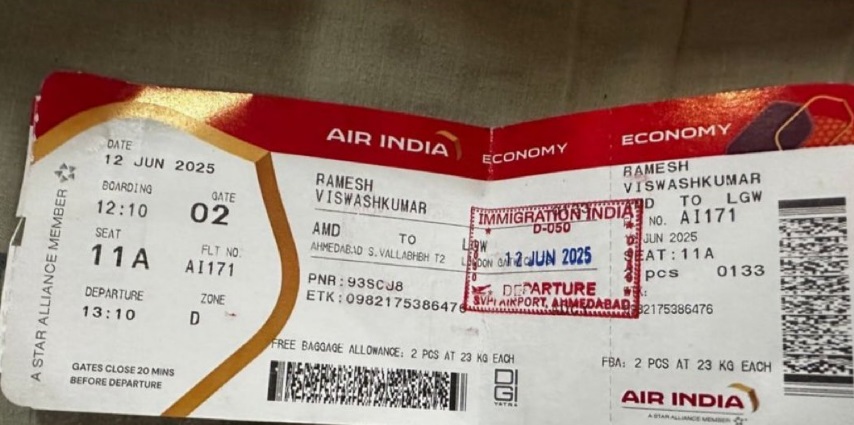 AIR INDIA
ECONOMY
ECONOMY
A STAR ALLIANCE MEMBER
DATE
12 JUN 2025
BOARDING
12:10
GATE
02
SEAT
11A
FLT NO.
AI171
DEPARTURE
13:10
ZONE
D
GATES CLOSE 20 MINS
BEFORE DEPARTURE
RAMESH
VISWASHKUMAR
AMD TO LGW
AHMEDABAD S.VALLABHBH T2
PNR:93SCJ8
ETK:0982175386476
FREE BAGGAGE ALLOWANCE: 2 PCS AT 23 KG EACH
DIGI
YATRA
IMMIGRATION INDIA
D-050
12 JUN 2025
DEPARTURE
SVPI AIRPORT, AHMEDABAD
RAMESH
VISWASHKUMAR
TO LGW
NO. AI171
JUN 2025
SEAT:11A
pcs 0133
82175386476
FBA: 2 PCS AT 23 KG EACH
AIR INDIA
A STAR ALLIANCE MEMBER